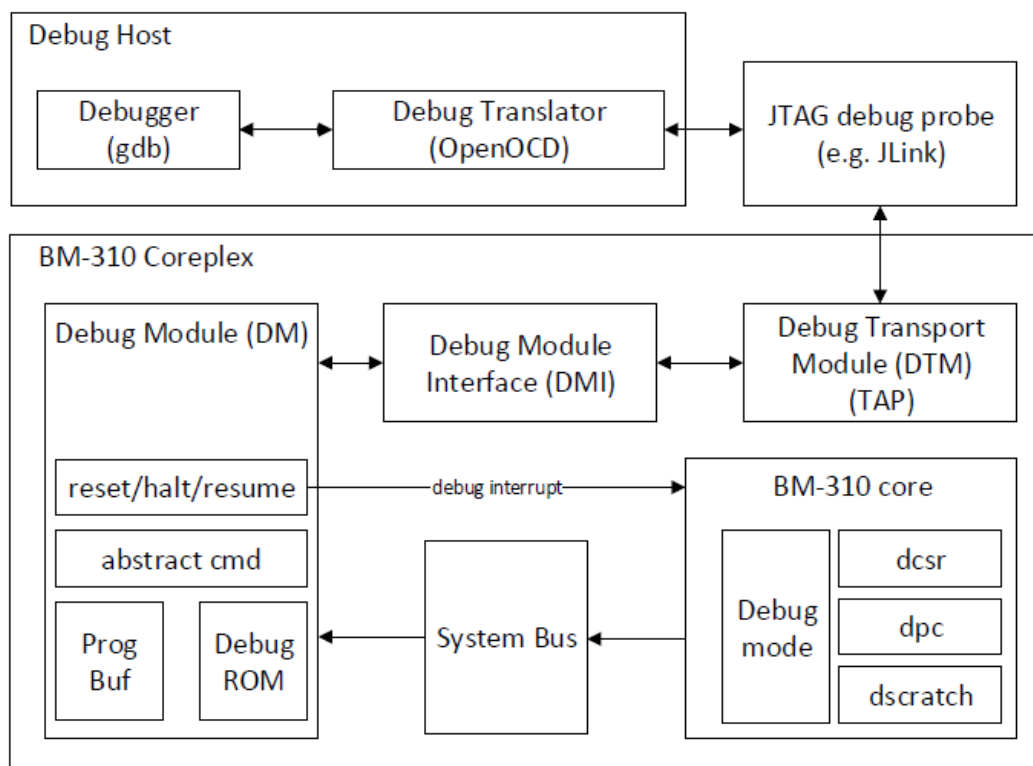 Debug Host
Debugger
(gdb)
Debug Translator
(OpenOCD)
JTAG debug probe
(e.g. JLink)
BM-310 Coreplex
Debug Module (DM)
Debug Module
Interface (DMI)
Debug Transport
Module (DTM)
(TAP)
reset/halt/resume
debug interrupt
BM-310 core
abstract cmd
Prog
Buf
Debug
ROM
System Bus
Debug
mode
dcsr
dpc
dscratch